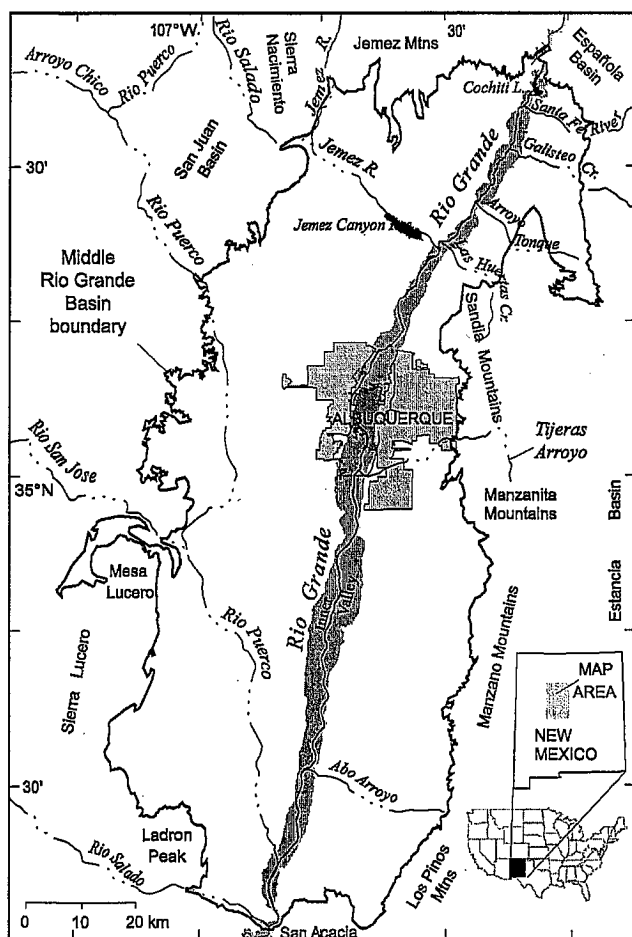 107°W.
30'
Arroyo Chico
Rio Puerco
Rio Salado
Sierra
Nacimiento
Jemez R.
Jemez Mtns
Española
Basin
Cochiti L.
Santa Fe River
30'
San Juan
Basin
Jemez R.
Rio Grande
Galisteo Cr.
Rio Puerco
Jemez Canyon
Arroyo
Tonque
Las Huertas Cr.
Middle
Rio Grande
Basin
boundary
Sandia Mountains
ALBUQUERQUE
Rio San Jose
Tijeras
Arroyo
35°N
Manzanita
Mountains
Basin
Estancia
Mesa
Lucero
Rio Grande
Inner
Valley
Rio Puerco
Sierra Lucero
Manzano Mountains
MAP
AREA
NEW
MEXICO
30'
Abo Arroyo
Ladron
Peak
Rio Salado
Los Pinos
Mtns
0 10 20 km
San Acacia